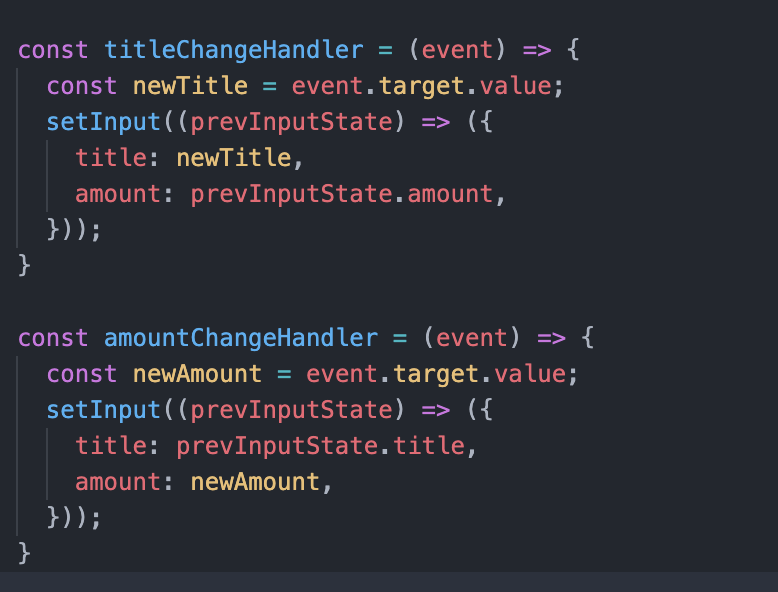 const titleChangeHandler = (event) => {
  const newTitle = event.target.value;
  setInput((prevInputState) => ({
    title: newTitle,
    amount: prevInputState.amount,
  }));
}

const amountChangeHandler = (event) => {
  const newAmount = event.target.value;
  setInput((prevInputState) => ({
    title: prevInputState.title,
    amount: newAmount,
  }));
}